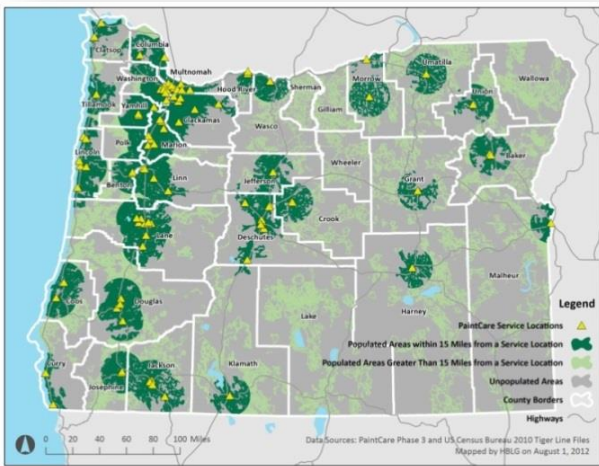 Clatsop
Columbia
Washington
Multnomah
Hood River
Tillamook
Yamhill
Clackamas
Sherman
Gilliam
Morrow
Umatilla
Union
Wallowa
Wasco
Polk
Marion
Lincoln
Benton
Linn
Jefferson
Wheeler
Grant
Baker
Crook
Deschutes
Lane
Malheur
Harney
Lake
Coos
Douglas
Curry
Josephine
Jackson
Klamath
Legend
PaintCare Service Locations
Populated Areas within 15 Miles from a Service Location
Populated Areas Greater Than 15 Miles from a Service Location
Unpopulated Areas
County Borders
Highways
0 20 40 60 80 100 Miles
Data Sources: PaintCare Phase 3 and US Census Bureau 2010 Tiger Line Files
Mapped by HBLG on August 1, 2012